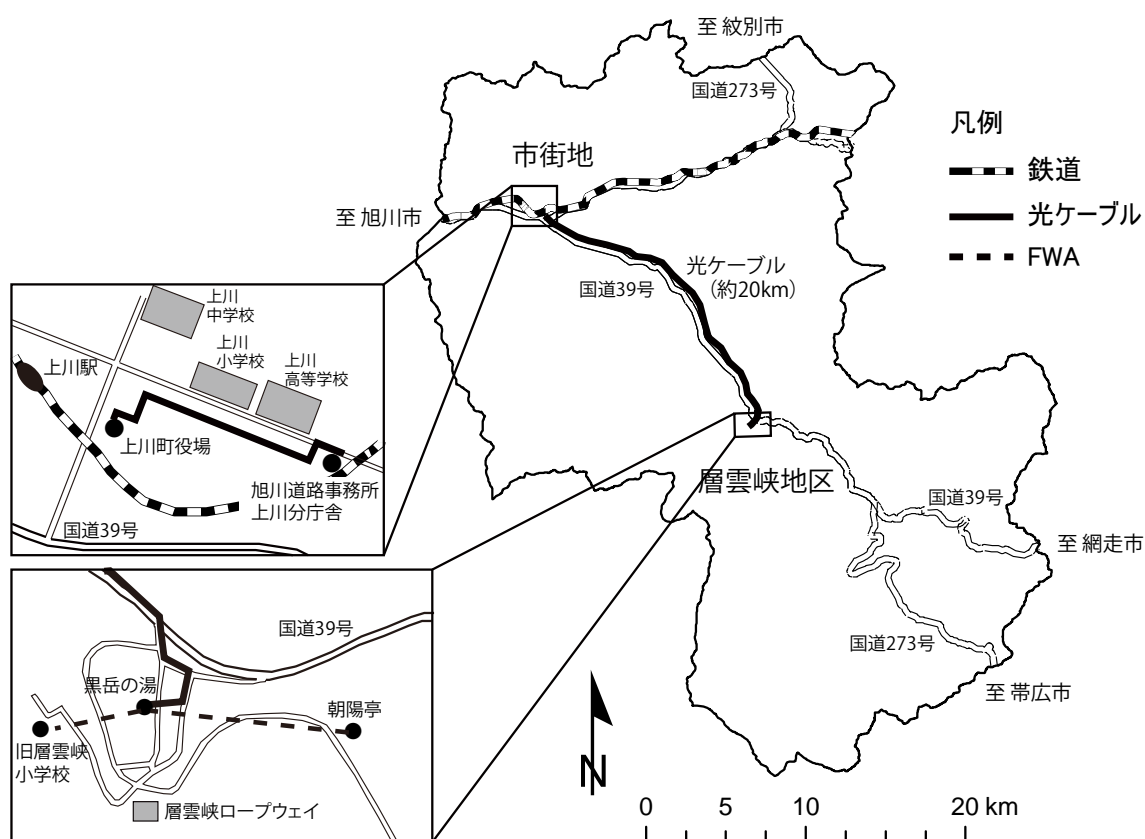 至 紋別市
国道273号
市街地
至 旭川市
光ケーブル
（約20km）
国道39号
層雲峡地区
国道39号
至 網走市
国道273号
至 帯広市
凡例
鉄道
光ケーブル
FWA
上川
中学校
上川
小学校
上川
高等学校
上川駅
上川町役場
旭川道路事務所
上川分庁舎
国道39号
国道39号
黒岳の湯
朝陽亭
旧層雲峡
小学校
層雲峡ロープウェイ
N
0 5 10 20 km